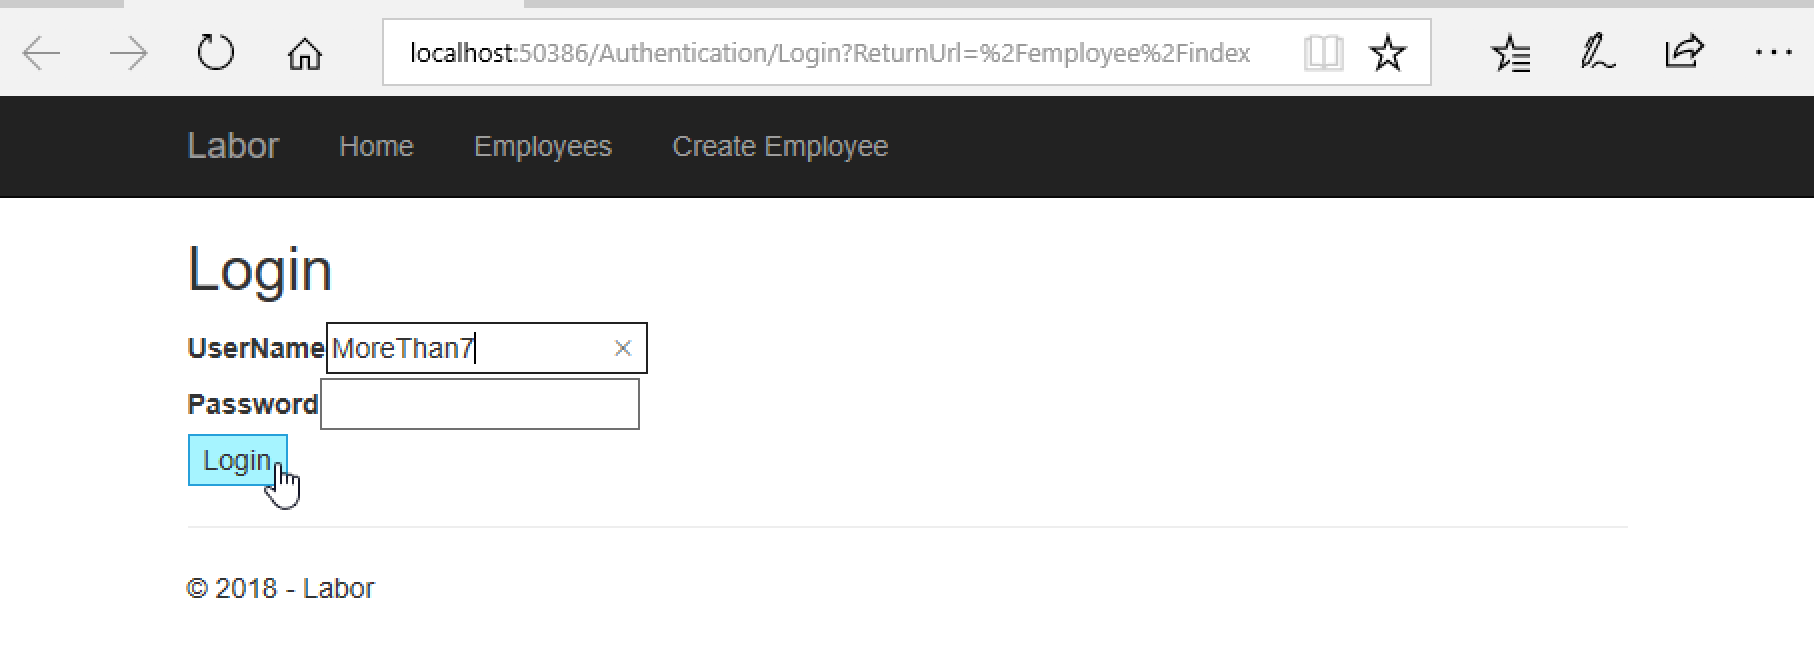 localhost:50386/Authentication/Login?ReturnUrl=%2Femployee%2Findex
Labor Home Employees Create Employee
Login
UserName MoreThan7
Password
Login
© 2018 - Labor